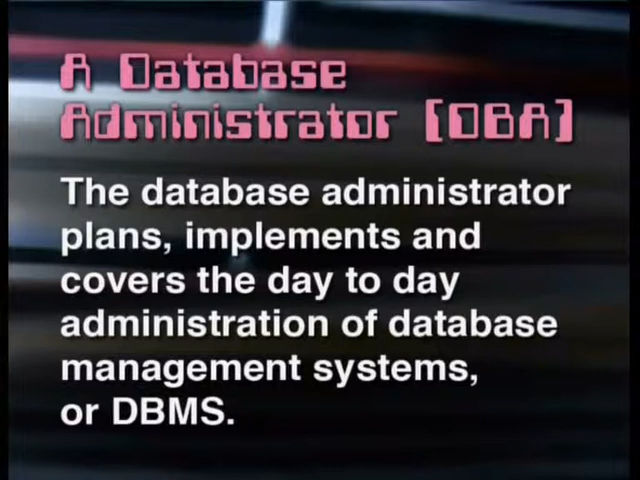 A Database
Administrator [DBA]
The database administrator
plans, implements and
covers the day to day
administration of database
management systems,
or DBMS.